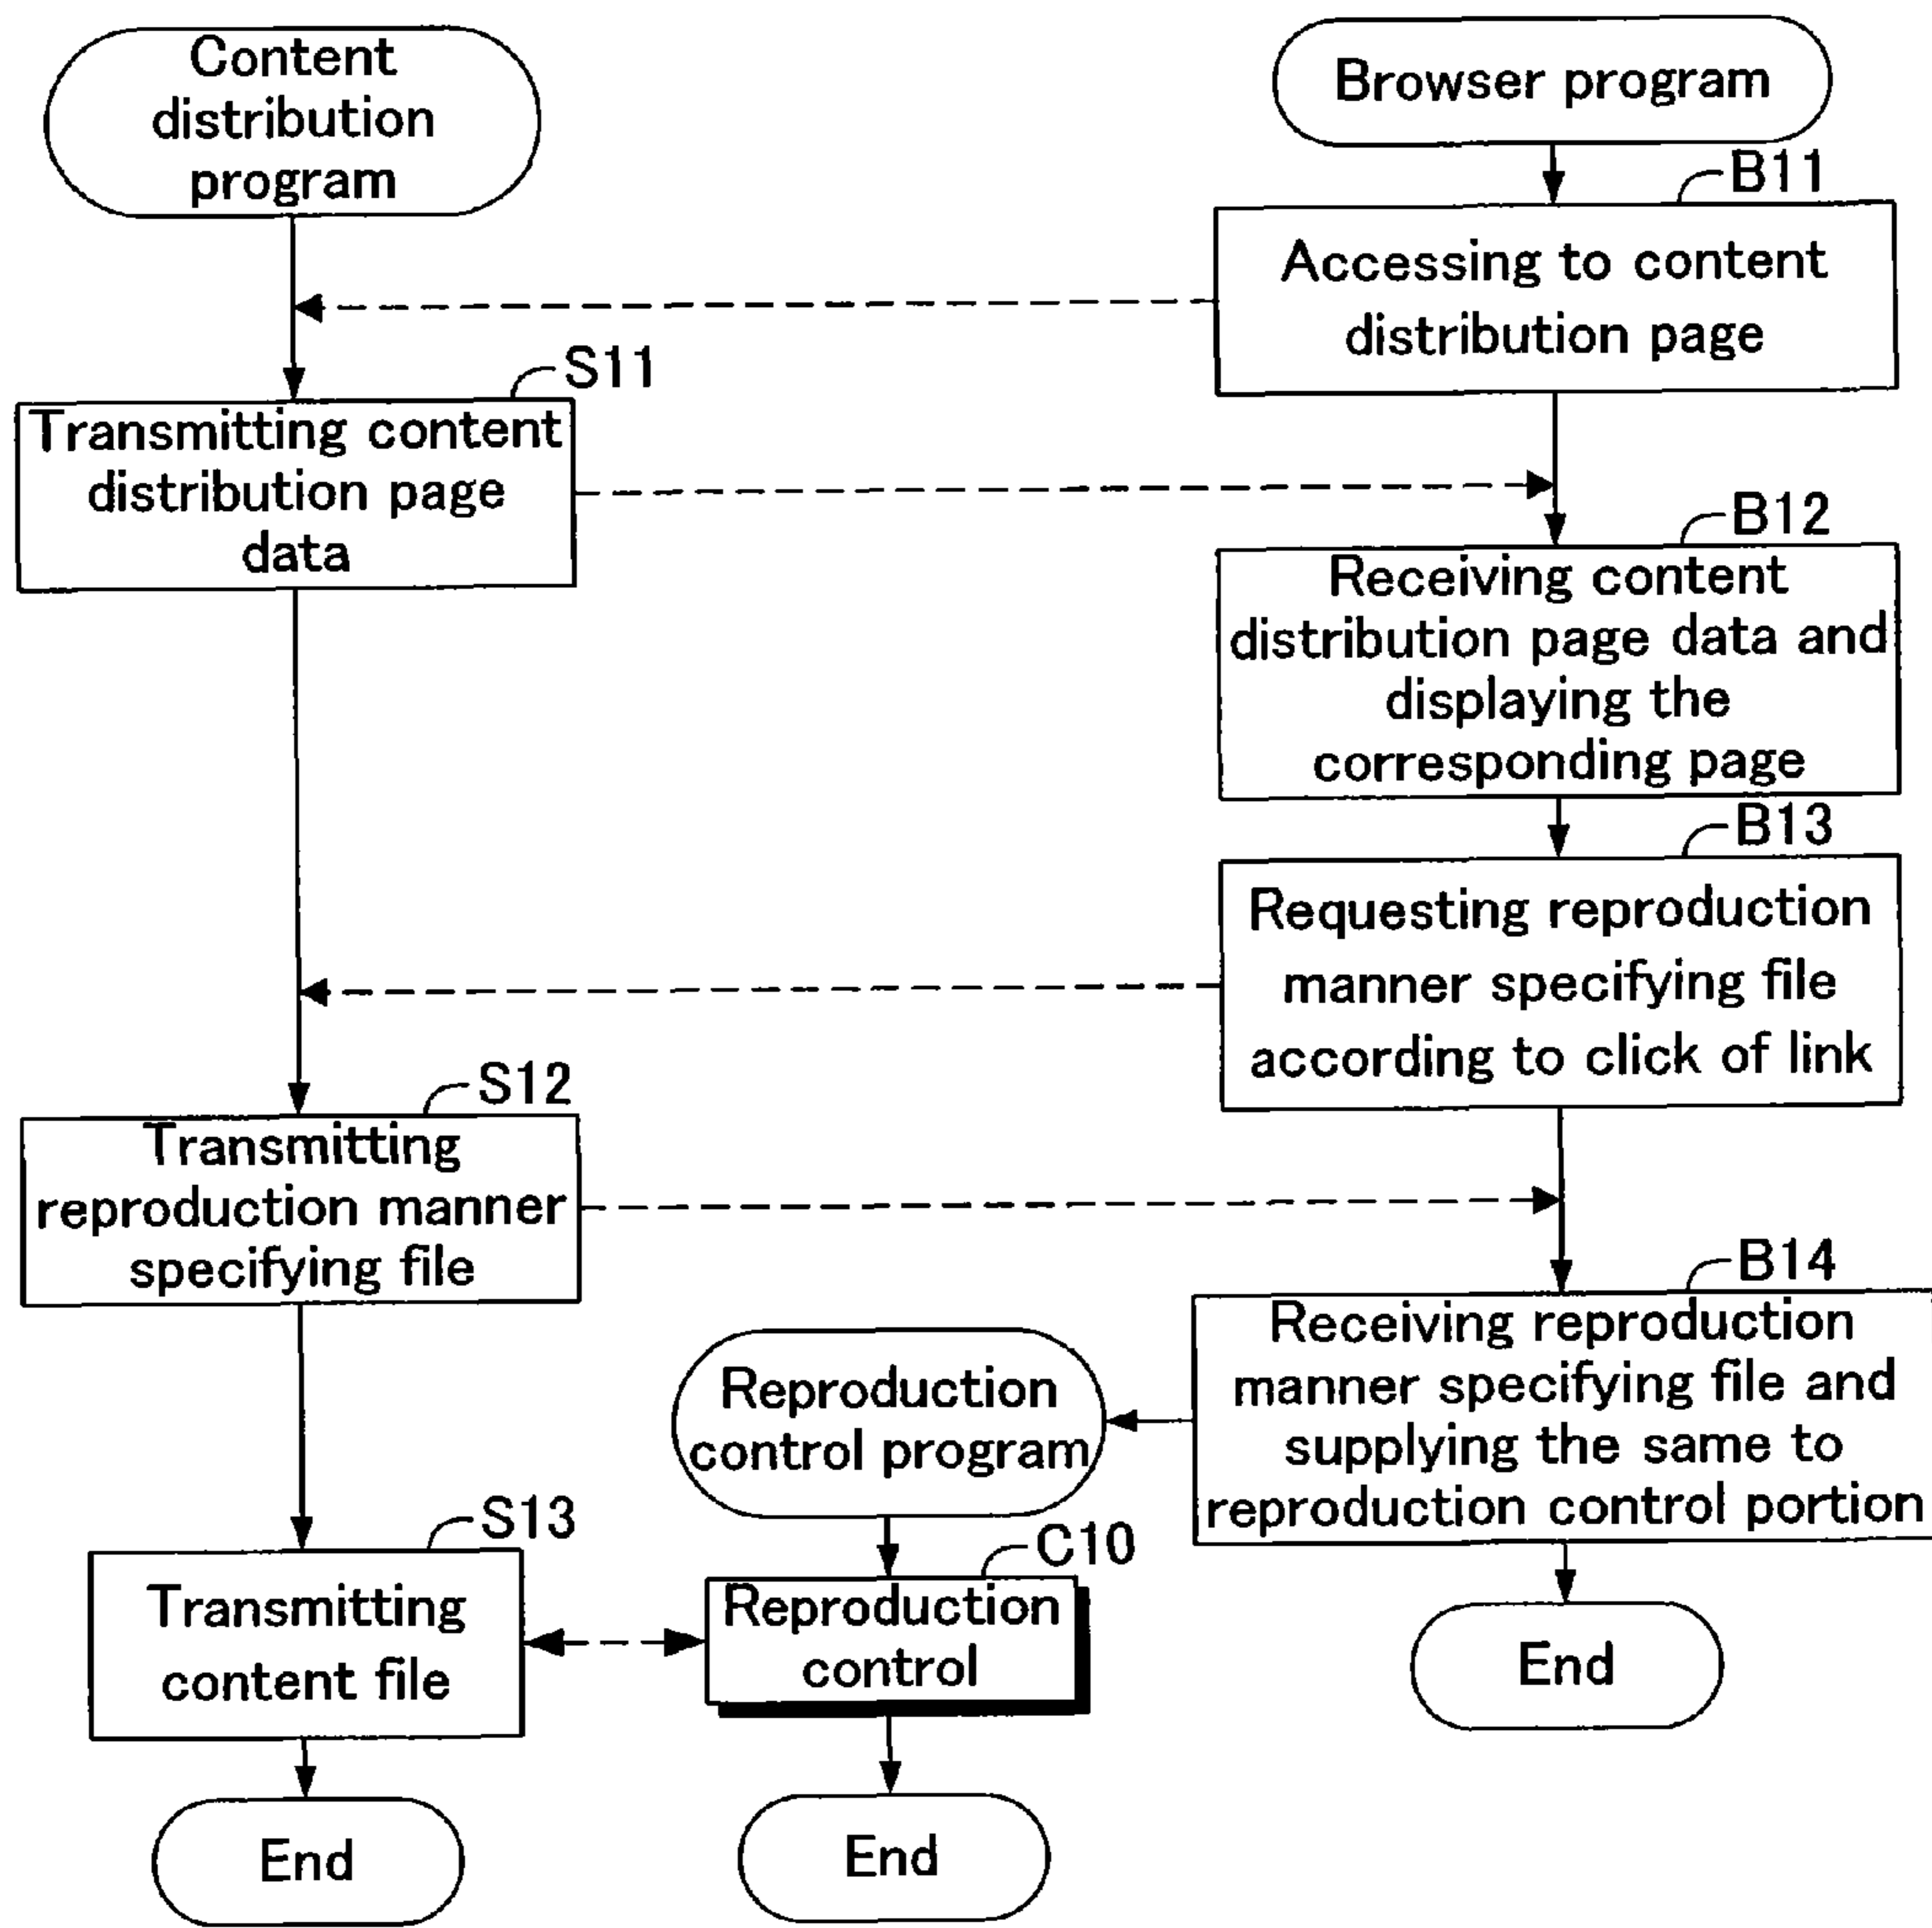 Content
distribution
program
Browser program
B11
Accessing to content
distribution page
S11
Transmitting content
distribution page
data
B12
Receiving content
distribution page data and
displaying the
corresponding page
B13
Requesting reproduction
manner specifying file
according to click of link
S12
Transmitting
reproduction manner
specifying file
B14
Receiving reproduction
manner specifying file and
supplying the same to
reproduction control portion
Reproduction
control program
S13
Transmitting
content file
C10
Reproduction
control
End
End
End